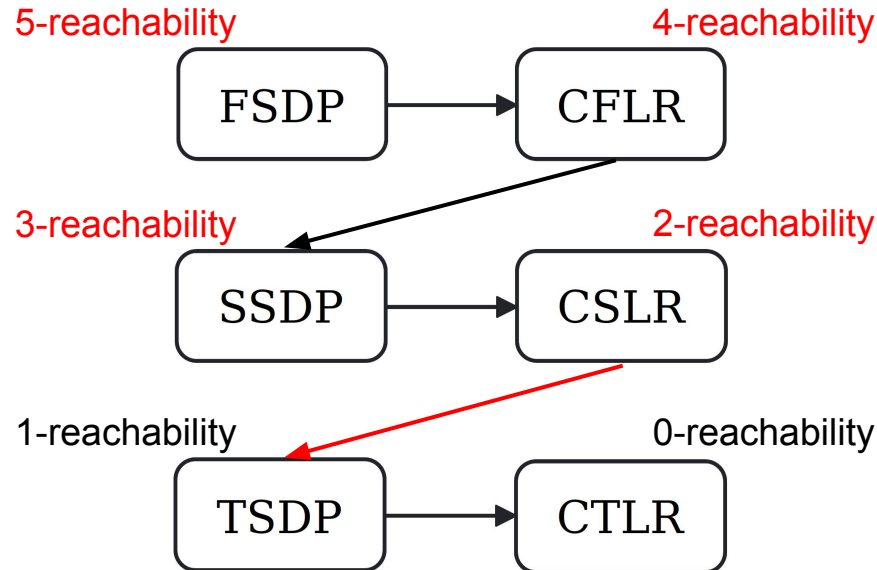 5-reachability
4-reachability
FSDP
CFLR
3-reachability
2-reachability
SSDP
CSLR
1-reachability
0-reachability
TSDP
CTLR